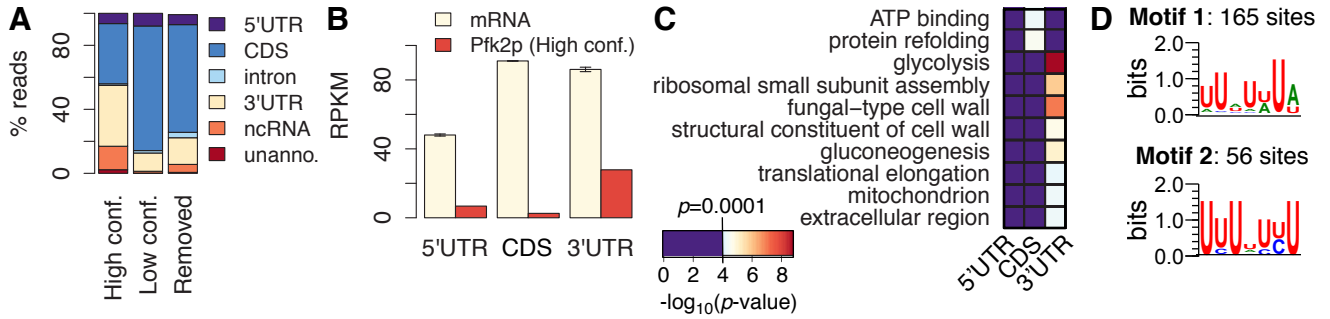 A
% reads
80
40
0
High conf.
Low conf.
Removed
5'UTR
CDS
intron
3'UTR
ncRNA
unanno.
B
RPKM
80
40
0
mRNA
Pfk2p (High conf.)
5'UTR CDS 3'UTR
C
ATP binding
protein refolding
glycolysis
ribosomal small subunit assembly
fungal-type cell wall
structural constituent of cell wall
gluconeogenesis
translational elongation
mitochondrion
extracellular region
5'UTR
CDS
3'UTR
p=0.0001
0 2 4 6 8
-log10(p-value)
D
Motif 1: 165 sites
bits
2.0
1.0
0.0
Motif 2: 56 sites
bits
2.0
1.0
0.0